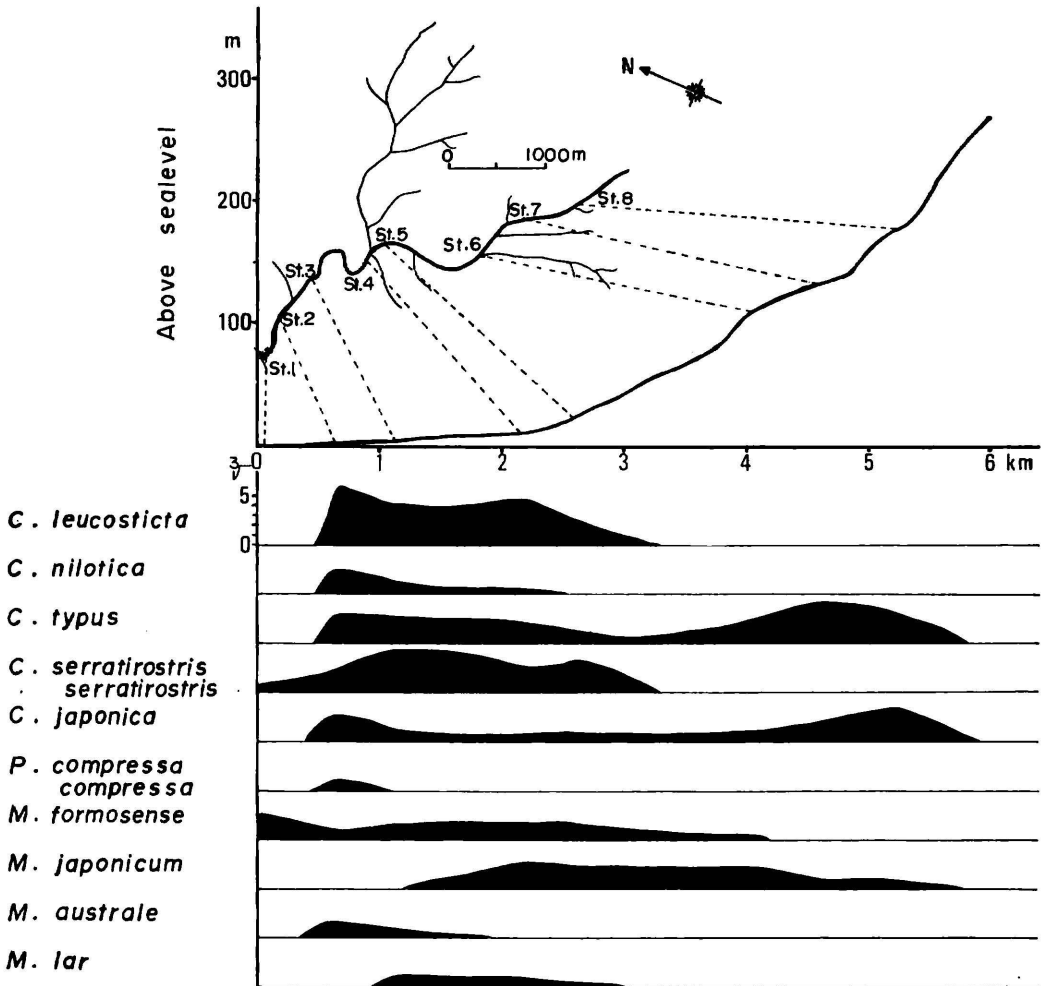 m
300
200
100
Above sealevel
N
0 1000m
St.1
St.2
St.3
St.4
St.5
St.6
St.7
St.8
0 1 2 3 4 5 6 km
5
0
C. leucosticta
C. nilotica
C. typus
C. serratirostris
serratirostris
C. japonica
P. compressa
compressa
M. formosense
M. japonicum
M. australe
M. lar